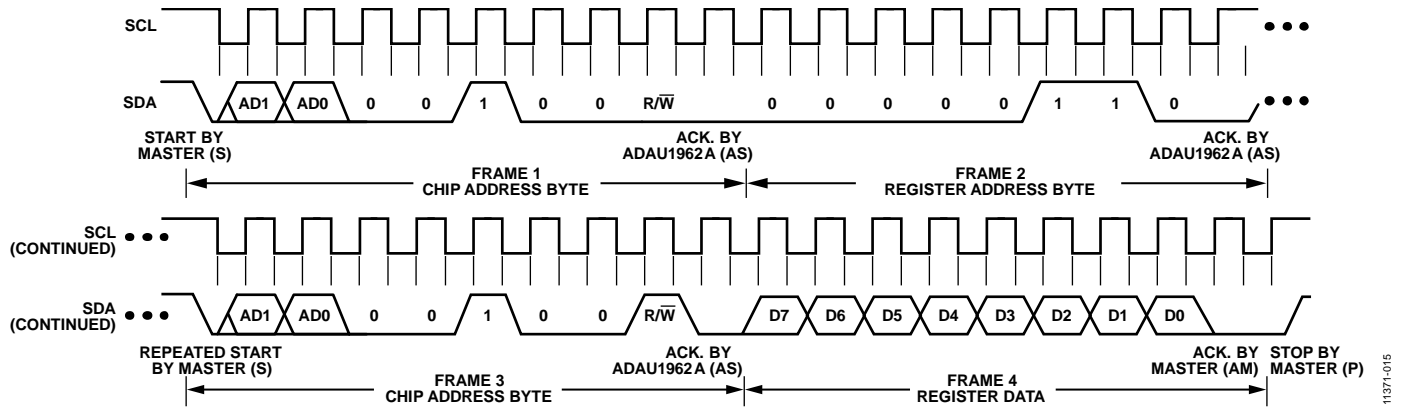 SCL
SDA AD1 AD0 0 0 1 0 0 R/W̅ 0 0 0 0 0 1 1 0
START BY
MASTER (S)
ACK. BY
ADAU1962A (AS)
ACK. BY
ADAU1962A (AS)
FRAME 1
CHIP ADDRESS BYTE
FRAME 2
REGISTER ADDRESS BYTE
SCL
(CONTINUED)
SDA
(CONTINUED)
AD1 AD0 0 0 1 0 0 R/W̅ D7 D6 D5 D4 D3 D2 D1 D0
REPEATED START
BY MASTER (S)
ACK. BY
ADAU1962A (AS)
ACK. BY
MASTER (AM)
STOP BY
MASTER (P)
FRAME 3
CHIP ADDRESS BYTE
FRAME 4
REGISTER DATA
11371-015